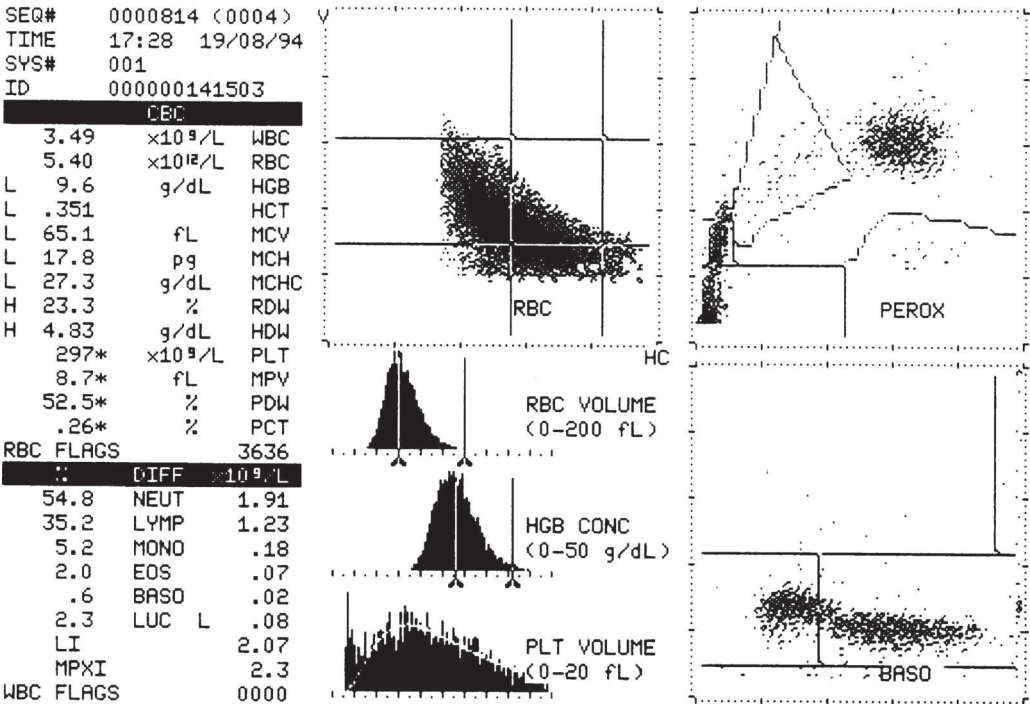 SEQ# 0000814 (0004)
TIME 17:28 19/08/94
SYS# 001
ID 000000141503
CBC
3.49 ×10⁹/L WBC
5.40 ×10¹²/L RBC
L 9.6 g/dL HGB
L .351 HCT
L 65.1 fL MCV
L 17.8 pg MCH
L 27.3 g/dL MCHC
H 23.3 % RDW
H 4.83 g/dL HDW
297* ×10⁹/L PLT
8.7* fL MPV
52.5* % PDW
.26* % PCT
RBC FLAGS 3636
% DIFF ×10⁹/L
54.8 NEUT 1.91
35.2 LYMP 1.23
5.2 MONO .18
2.0 EOS .07
.6 BASO .02
2.3 LUC L .08
LI 2.07
MPXI 2.3
WBC FLAGS 0000
V
RBC
HC
RBC VOLUME
(0-200 fL)
HGB CONC
(0-50 g/dL)
PLT VOLUME
(0-20 fL)
PEROX
BASO